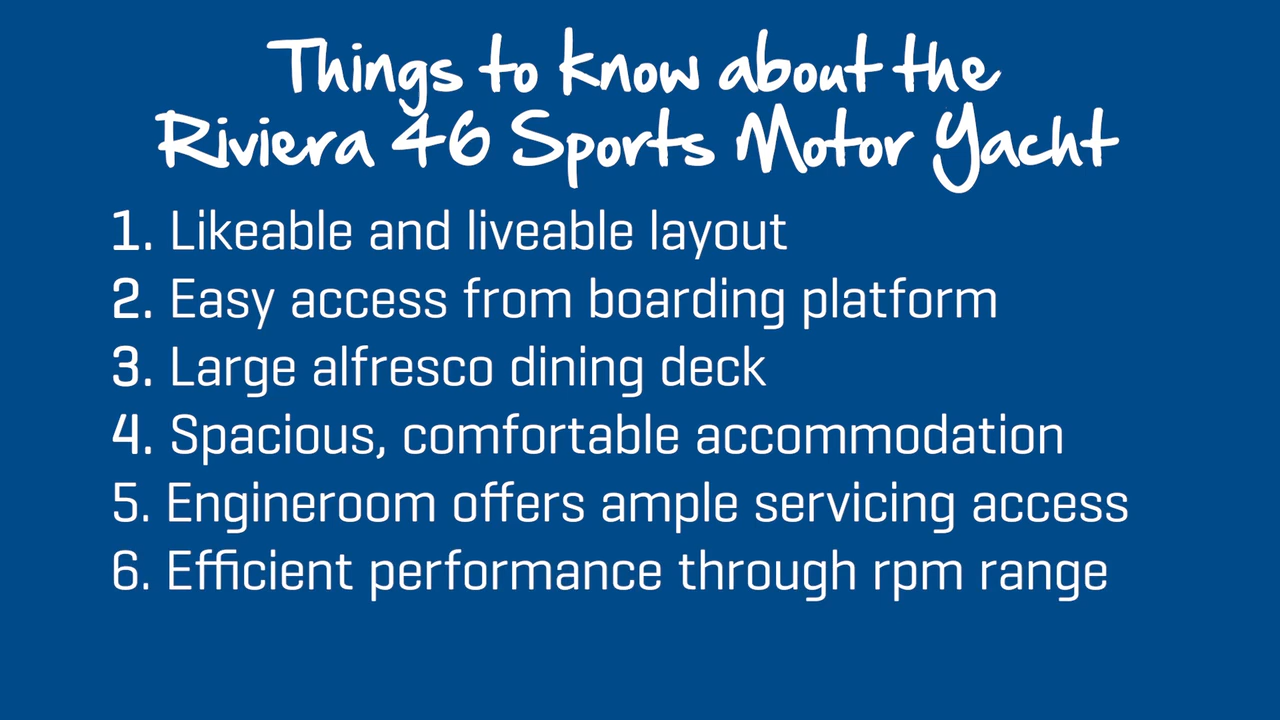 Things to know about the
Riviera 46 Sports Motor Yacht
1. Likeable and liveable layout
2. Easy access from boarding platform
3. Large alfresco dining deck
4. Spacious, comfortable accommodation
5. Engineroom offers ample servicing access
6. Efficient performance through rpm range